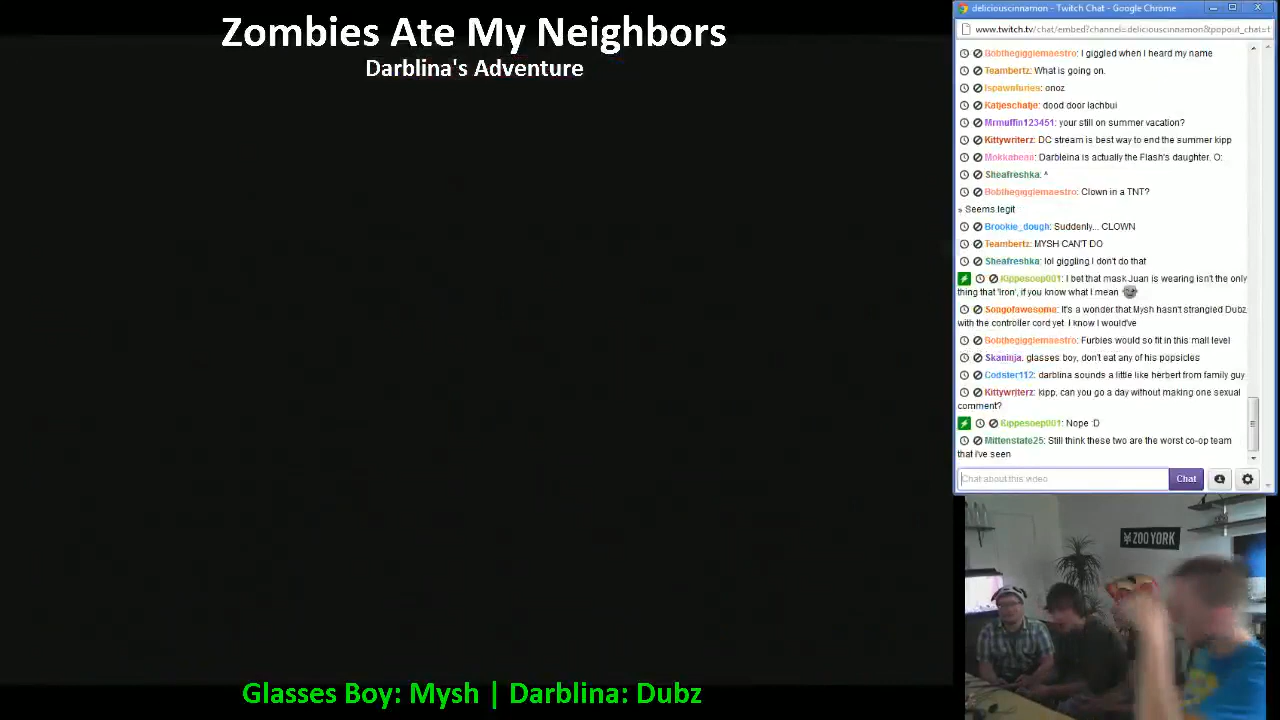 Zombies Ate My Neighbors
Darblina's Adventure
deliciouscinnamon - Twitch Chat - Google Chrome
www.twitch.tv/chat/embed?channel=deliciouscinnamon&popout_chat=t
Bobthegigglemaestro: I giggled when I heard my name
Teambertz: What is going on.
Ispawnfuries: onoz
Katjeschatje: dood door lachbui
Mrmuffin123451: your still on summer vacation?
Kittywriterz: DC stream is best way to end the summer kipp
Mokkabean: Darbleina is actually the Flash's daughter. O:
Sheafreshka: ^
Bobthegigglemaestro: Clown in a TNT?
» Seems legit
Brookie_dough: Suddenly... CLOWN
Teambertz: MYSH CAN'T DO
Sheafreshka: lol giggling I don't do that
Kippesoep001: I bet that mask Juan is wearing isn't the only
thing that 'Iron', if you know what I mean
Songofawesome: It's a wonder that Mysh hasn't strangled Dubz
with the controller cord yet. I know I would've
Bobthegigglemaestro: Furbies would so fit in this mall level
Skaninja: glasses boy, don't eat any of his popsicles
Codster112: darblina sounds a little like herbert from family guy
Kittywriterz: kipp, can you go a day without making one sexual
comment?
Kippesoep001: Nope :D
Mittenstate25: Still think these two are the worst co-op team
that i've seen
Chat about this video
Chat
ZOO YORK
Glasses Boy: Mysh | Darblina: Dubz